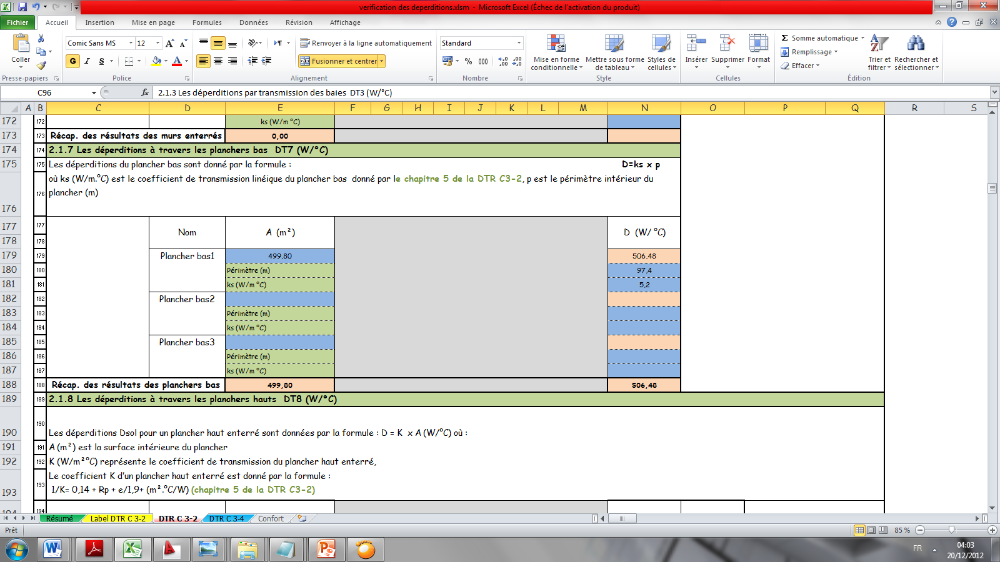 verification des deperditions.xlsm - Microsoft Excel (Échec de l'activation du produit)
Fichier Accueil Insertion Mise en page Formules Données Révision Affichage
Coller
Presse-papiers
Comic Sans MS 12
G I S
Police
Renvoyer à la ligne automatiquement
Fusionner et centrer
Alignement
Standard
% 000
Nombre
Mise en forme conditionnelle
Mettre sous forme de tableau
Styles de cellules
Style
Insérer Supprimer Format
Cellules
Σ Somme automatique
Remplissage
Effacer
Trier et filtrer
Rechercher et sélectionner
Édition
C96 fx 2.1.3 Les déperditions par transmission des baies DT3 (W/°C)
A B C D E F G H I J K L M N O P Q R S
172 172 ks (W/m °C)
173 173 Récap. des résultats des murs enterrés 0,00
174 174 2.1.7 Les déperditions à travers les planchers bas DT7 (W/°C)
175 175 Les déperditions du plancher bas sont donné par la formule : D=ks x p
176 176 où ks (W/m.°C) est le coefficient de transmission linéique du plancher bas donné par le chapitre 5 de la DTR C3-2, p est le périmètre intérieur du
plancher (m)
177 177
178 178 Nom A (m²) D (W/ °C)
179 179 Plancher bas1 499,80 506,48
180 180 Périmètre (m) 97,4
181 181 ks (W/m °C) 5,2
182 182 Plancher bas2
183 183 Périmètre (m)
184 184 ks (W/m °C)
185 185 Plancher bas3
186 186 Périmètre (m)
187 187 ks (W/m °C)
188 188 Récap. des résultats des planchers bas 499,80 506,48
189 189 2.1.8 Les déperditions à travers les planchers hauts DT8 (W/°C)
190 190 Les déperditions Dsol pour un plancher haut enterré sont données par la formule : D = K x A (W/°C) où :
191 191 A (m²) est la surface intérieure du plancher
192 192 K (W/m²°C) représente le coefficient de transmission du plancher haut enterré,
193 193 Le coefficient K d'un plancher haut enterré est donné par la formule :
1/K= 0,14 + Rp + e/1,9+ (m².°C/W) (chapitre 5 de la DTR C3-2)
194 194
Résumé Label DTR C 3-2 DTR C 3-2 DTR C 3-4 Confort
Prêt 85 %
FR 04:03
20/12/2012